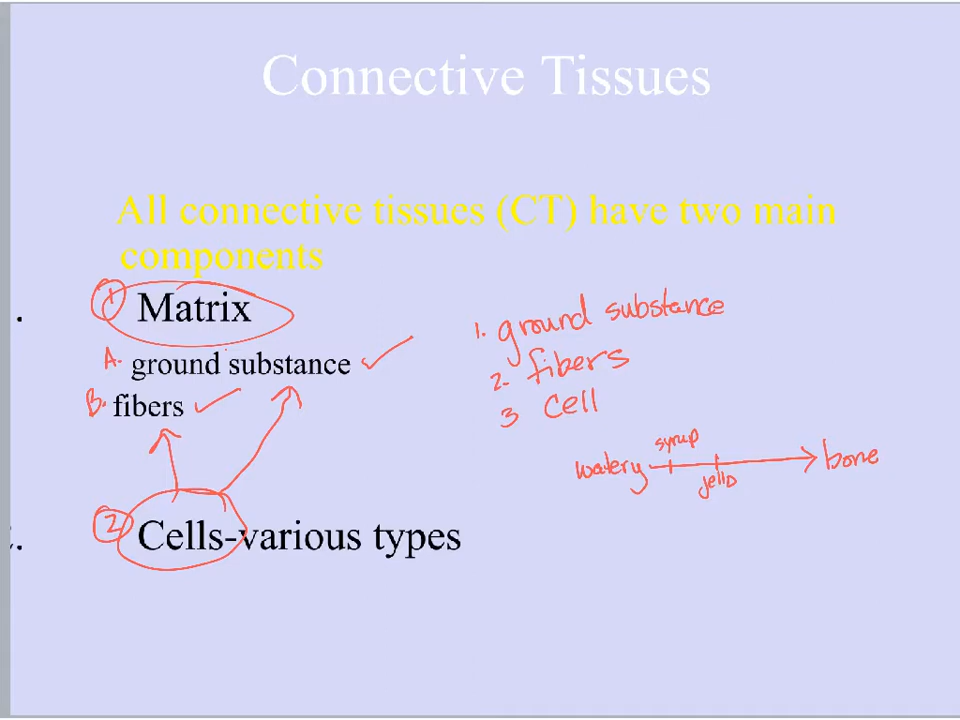 Connective Tissues
All connective tissues (CT) have two main
components
. ① Matrix
A. ground substance
B. fibers
② Cells-various types
1. ground substance
2. fibers
3 cell
syrup
watery bone
jello